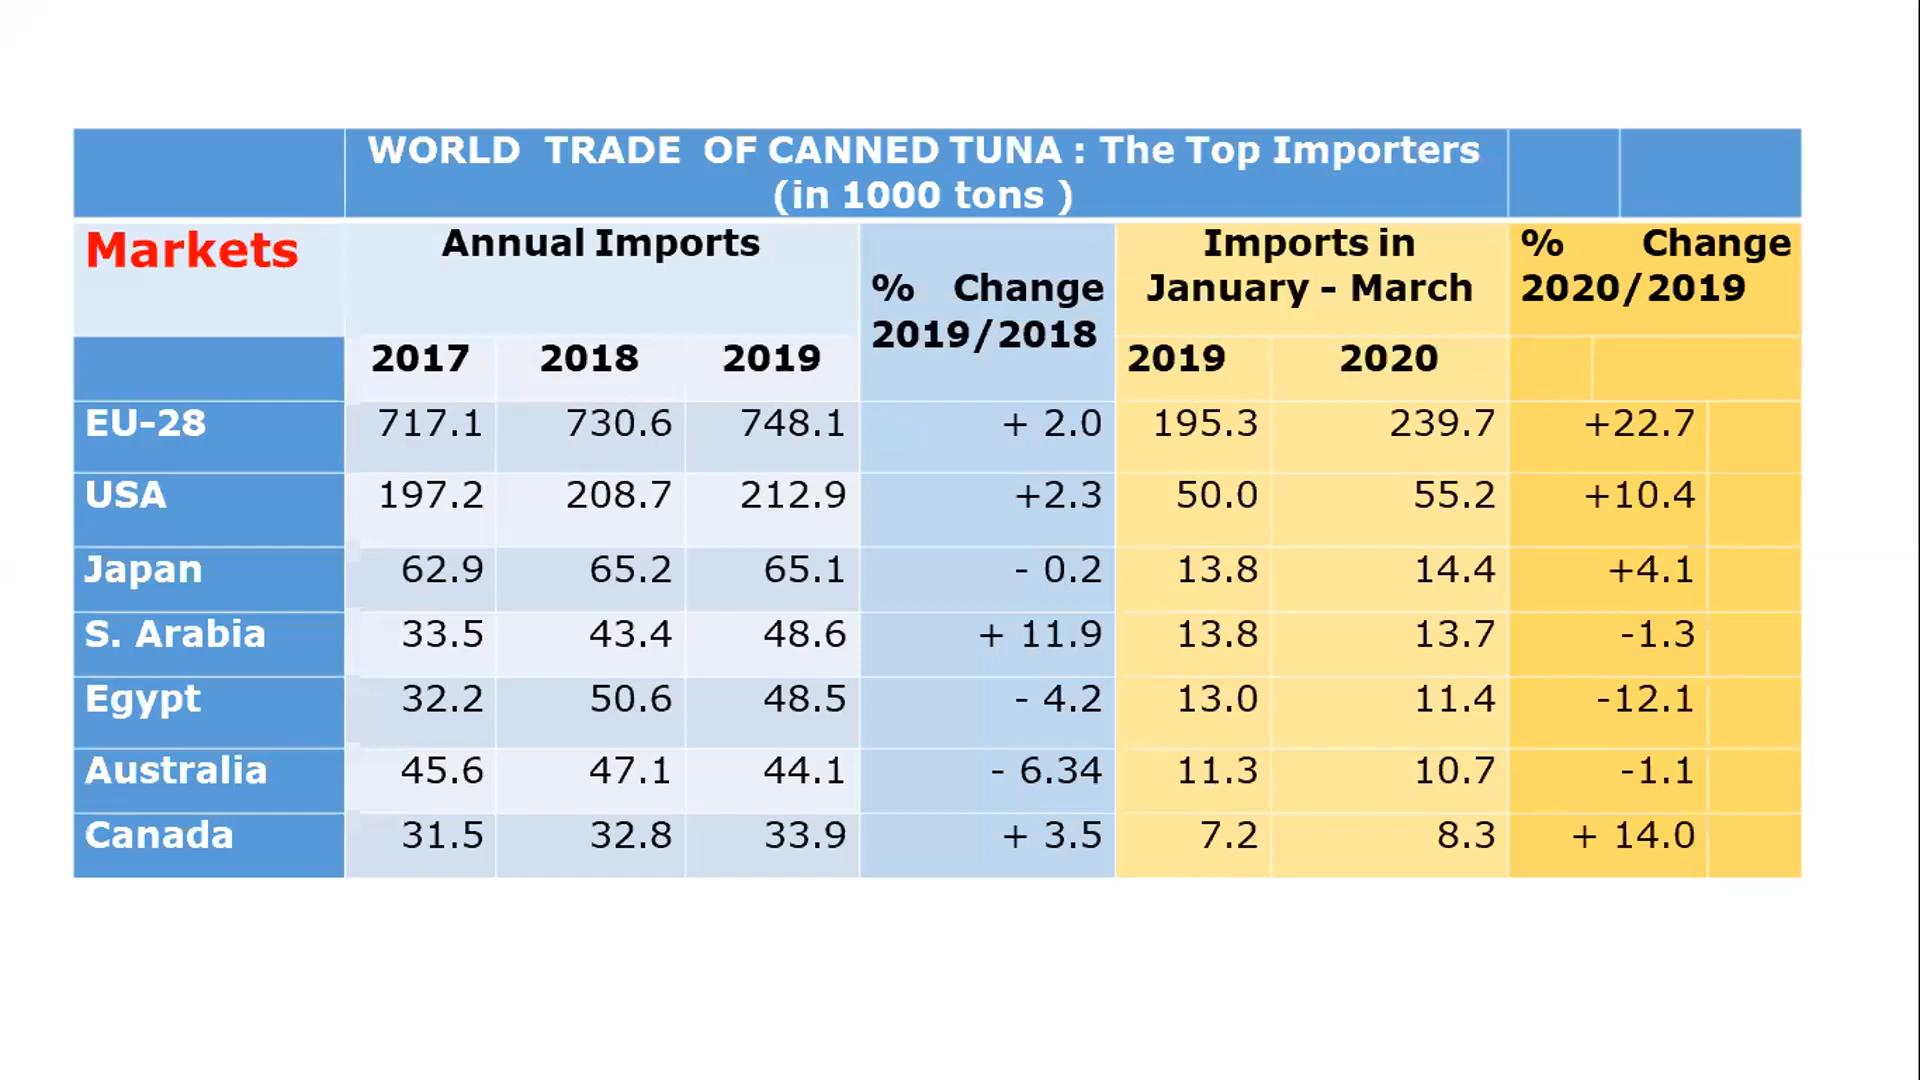 WORLD TRADE OF CANNED TUNA : The Top Importers
(in 1000 tons )
Markets Annual Imports % Change 2019/2018 Imports in January - March % Change 2020/2019
2017 2018 2019 2019 2020
EU-28 717.1 730.6 748.1 + 2.0 195.3 239.7 +22.7
USA 197.2 208.7 212.9 +2.3 50.0 55.2 +10.4
Japan 62.9 65.2 65.1 - 0.2 13.8 14.4 +4.1
S. Arabia 33.5 43.4 48.6 + 11.9 13.8 13.7 -1.3
Egypt 32.2 50.6 48.5 - 4.2 13.0 11.4 -12.1
Australia 45.6 47.1 44.1 - 6.34 11.3 10.7 -1.1
Canada 31.5 32.8 33.9 + 3.5 7.2 8.3 + 14.0